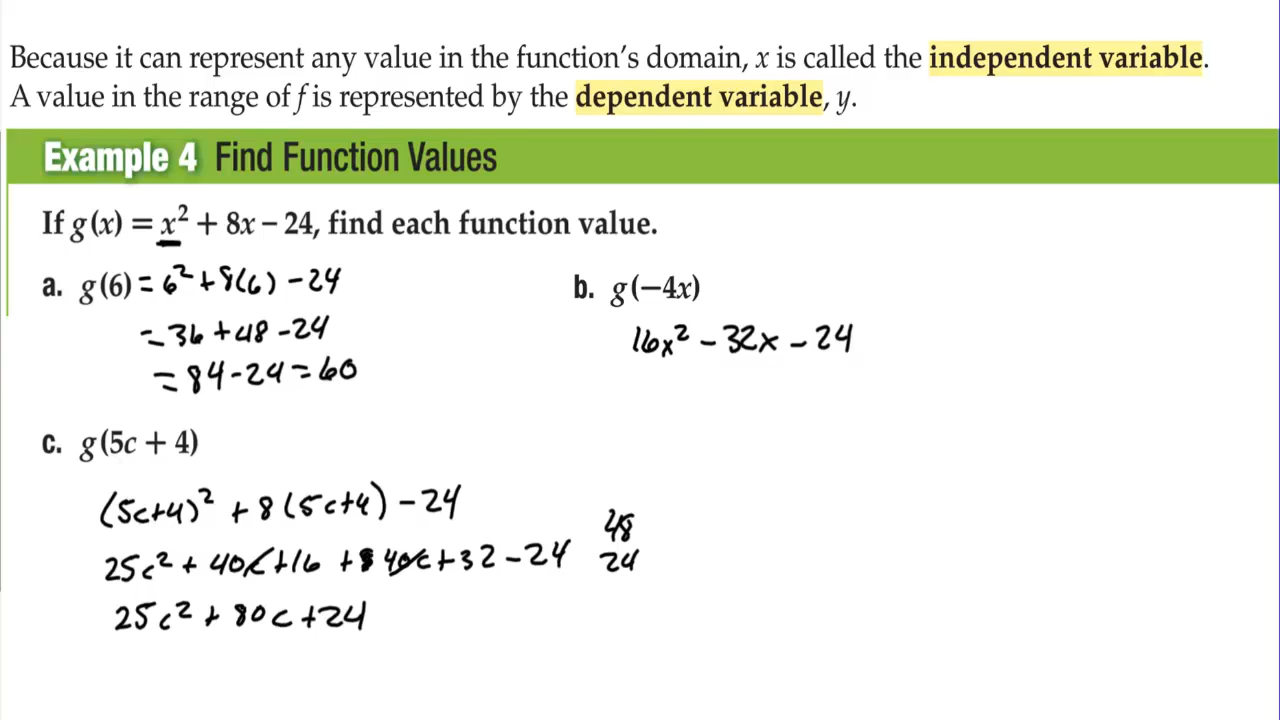 Because it can represent any value in the function's domain, x is called the independent variable.
A value in the range of f is represented by the dependent variable, y.
Example 4 Find Function Values
If g(x) = x² + 8x – 24, find each function value.
a. g(6) = 6² + 8(6) - 24
= 36 + 48 - 24
= 84 - 24 = 60
b. g(−4x)
16x² - 32x - 24
c. g(5c + 4)
(5c+4)² + 8(5c+4) - 24
25c² + 40c + 16 + 40c + 32 - 24
48
24
25c² + 80c + 24